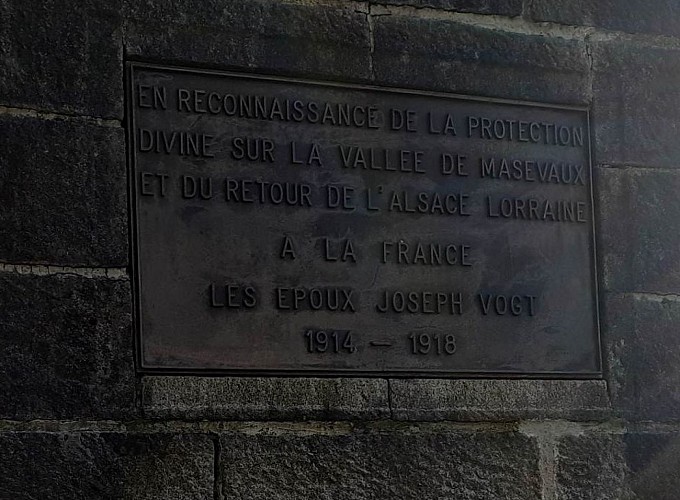 EN RECONNAISSANCE DE LA PROTECTION
DIVINE SUR LA VALLEE DE MASEVAUX
ET DU RETOUR DE L'ALSACE LORRAINE
A LA FRANCE
LES EPOUX JOSEPH VOGT
1914 — 1918